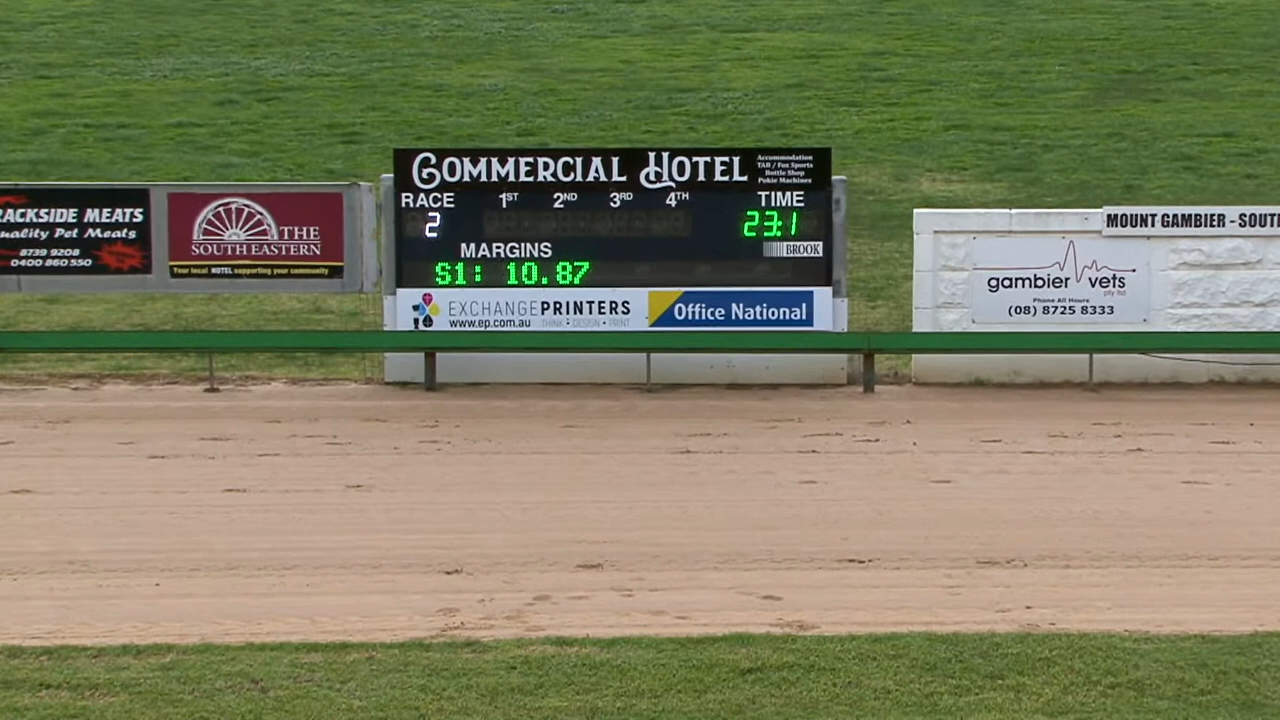 COMMERCIAL HOTEL
Accommodation
TAB / Fox Sports
Bottle Shop
Pokie Machines
RACE 1ST 2ND 3RD 4TH TIME
2 23:1
MARGINS
BROOK
S1: 10.87
EXCHANGEPRINTERS
www.ep.com.au THINK • DESIGN • PRINT
Office National
RACKSIDE MEATS
uality Pet Meats
8739 9208
0400 860 550
THE
SOUTH EASTERN
Your local HOTEL supporting your community
MOUNT GAMBIER - SOUT
gambier vets
pty ltd
Phone All Hours
(08) 8725 8333